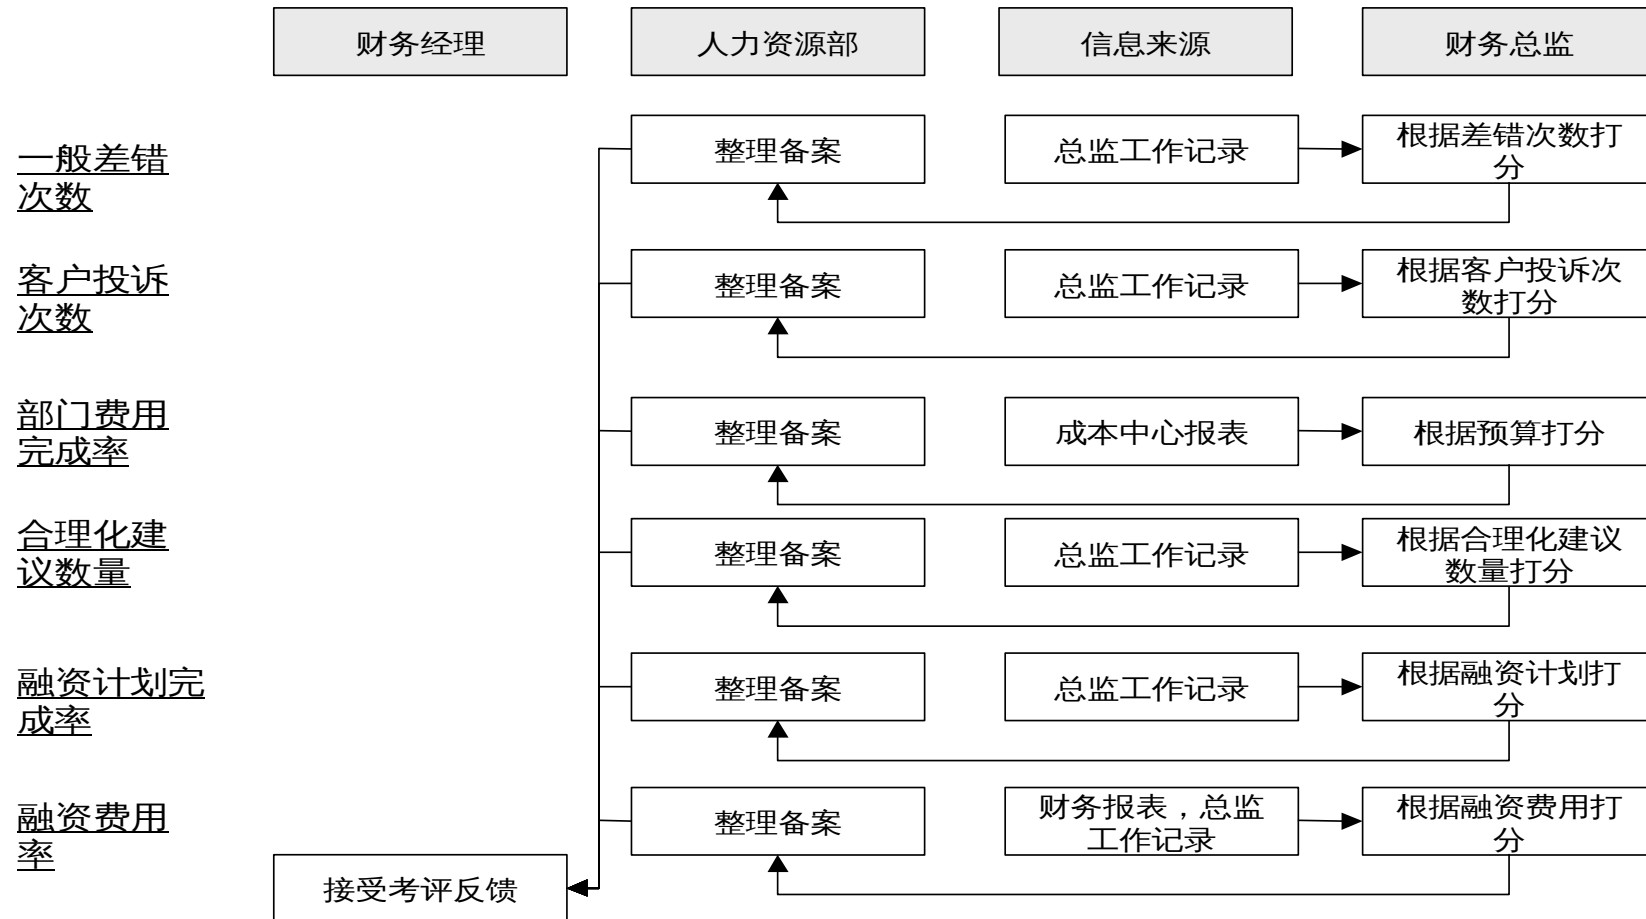 财务经理
人力资源部
信息来源
财务总监
一般差错
次数
整理备案
总监工作记录
根据差错次数打
分
客户投诉
次数
整理备案
总监工作记录
根据客户投诉次
数打分
部门费用
完成率
整理备案
成本中心报表
根据预算打分
合理化建
议数量
整理备案
总监工作记录
根据合理化建议
数量打分
融资计划完
成率
整理备案
总监工作记录
根据融资计划打
分
融资费用
率
整理备案
财务报表，总监
工作记录
根据融资费用打
分
接受考评反馈